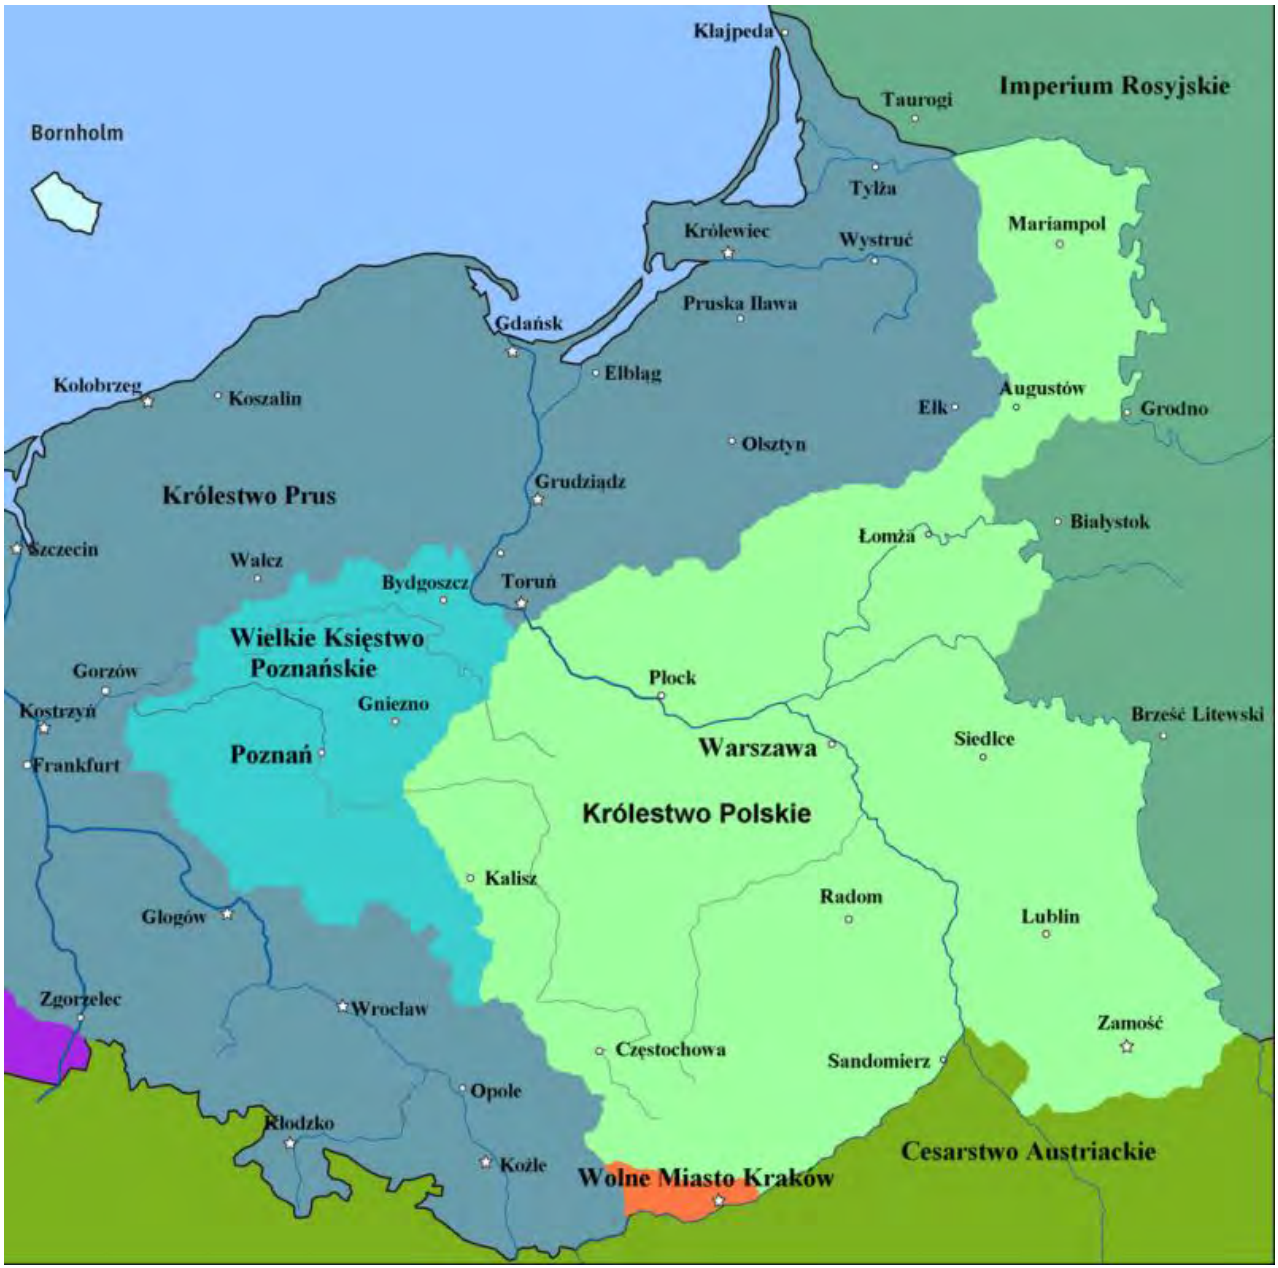 Kłajpeda
Imperium Rosyjskie
Taurogi
Bornholm
Tylża
Mariampol
Królewiec
Wystruć
Pruska Iława
Gdańsk
Elbląg
Kołobrzeg
Koszalin
Ełk
Augustów
Grodno
Olsztyn
Grudziądz
Królestwo Prus
Łomża
Białystok
Szczecin
Wałcz
Bydgoszcz
Toruń
Wielkie Księstwo
Poznańskie
Gorzów
Płock
Gniezno
Kostrzyń
Brześć Litewski
Siedlce
Warszawa
Poznań
Frankfurt
Królestwo Polskie
Kalisz
Radom
Głogów
Lublin
Zgorzelec
Wrocław
Zamość
Częstochowa
Sandomierz
Opole
Kłodzko
Cesarstwo Austriackie
Koźle
Wolne Miasto Kraków